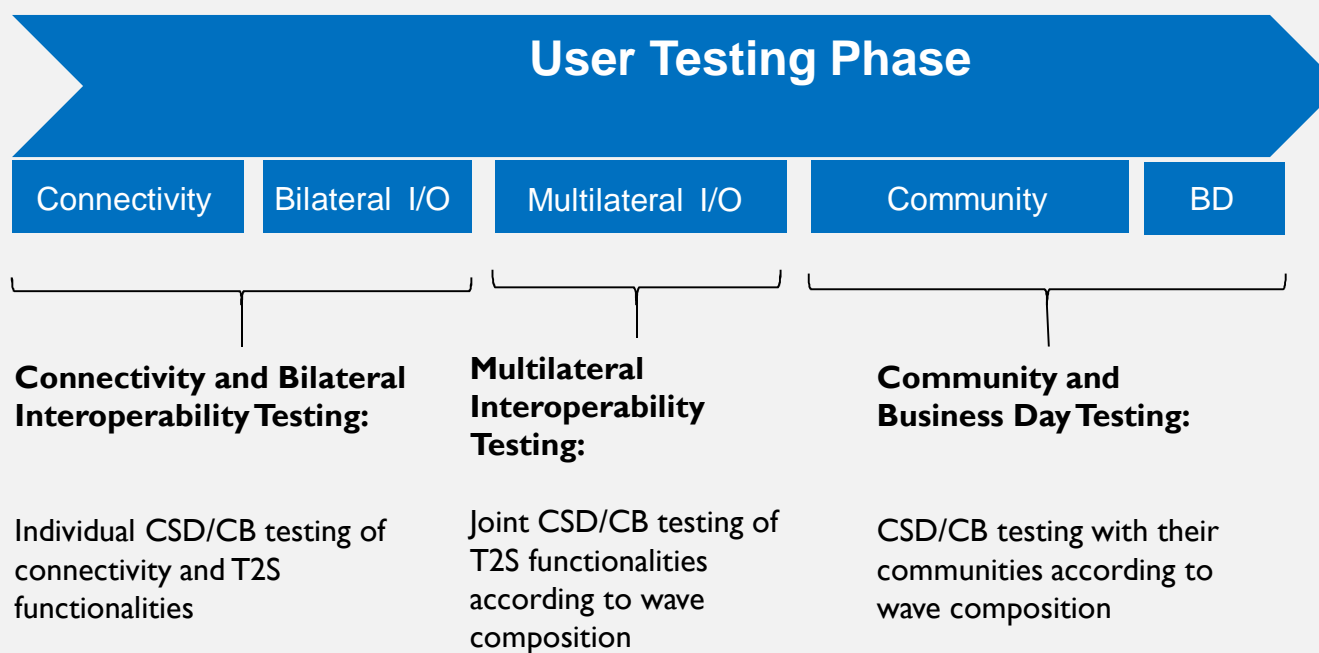 User Testing Phase
Connectivity
Bilateral I/O
Multilateral I/O
Community
BD
Connectivity and Bilateral
Interoperability Testing:
Individual CSD/CB testing of
connectivity and T2S
functionalities
Multilateral
Interoperability
Testing:
Joint CSD/CB testing of
T2S functionalities
according to wave
composition
Community and
Business Day Testing:
CSD/CB testing with their
communities according to
wave composition